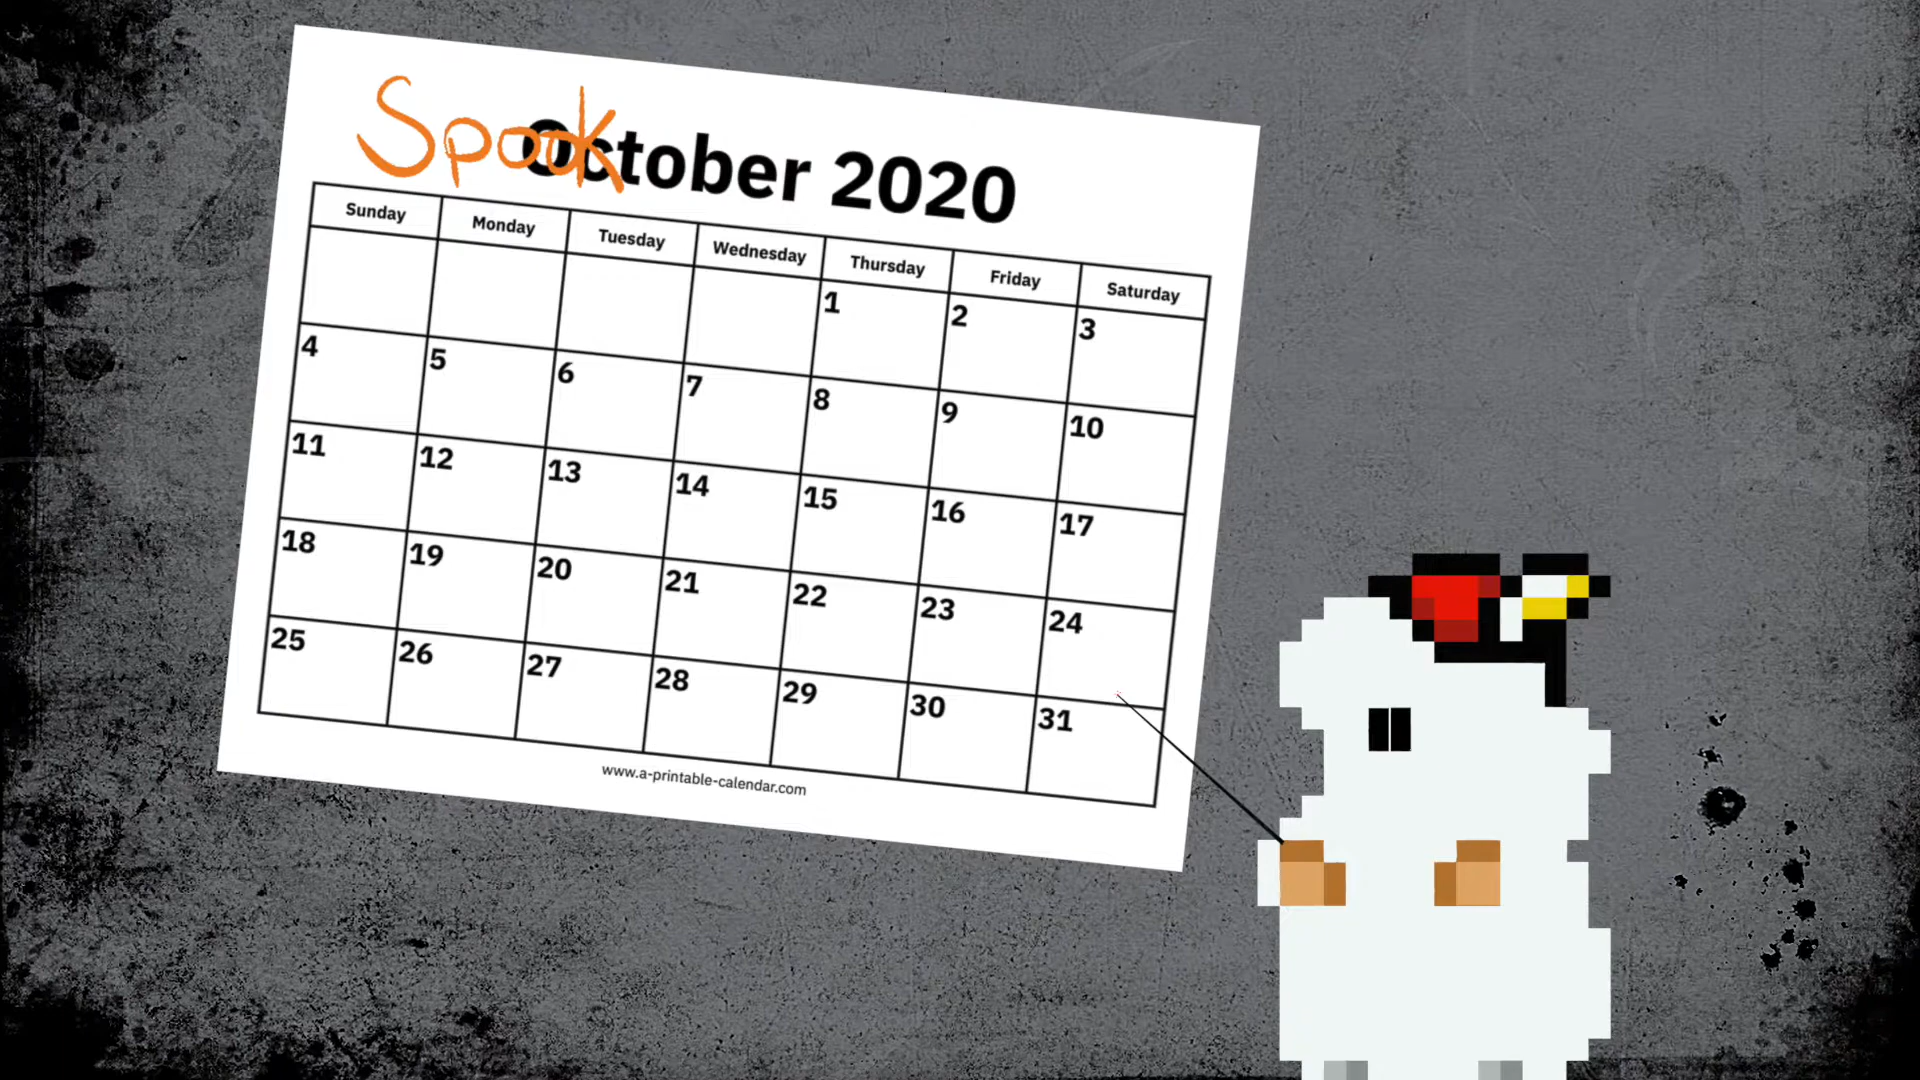 Spook
October 2020
Sunday Monday Tuesday Wednesday Thursday Friday Saturday
1 2 3
4 5 6 7 8 9 10
11 12 13 14 15 16 17
18 19 20 21 22 23 24
25 26 27 28 29 30 31
www.a-printable-calendar.com